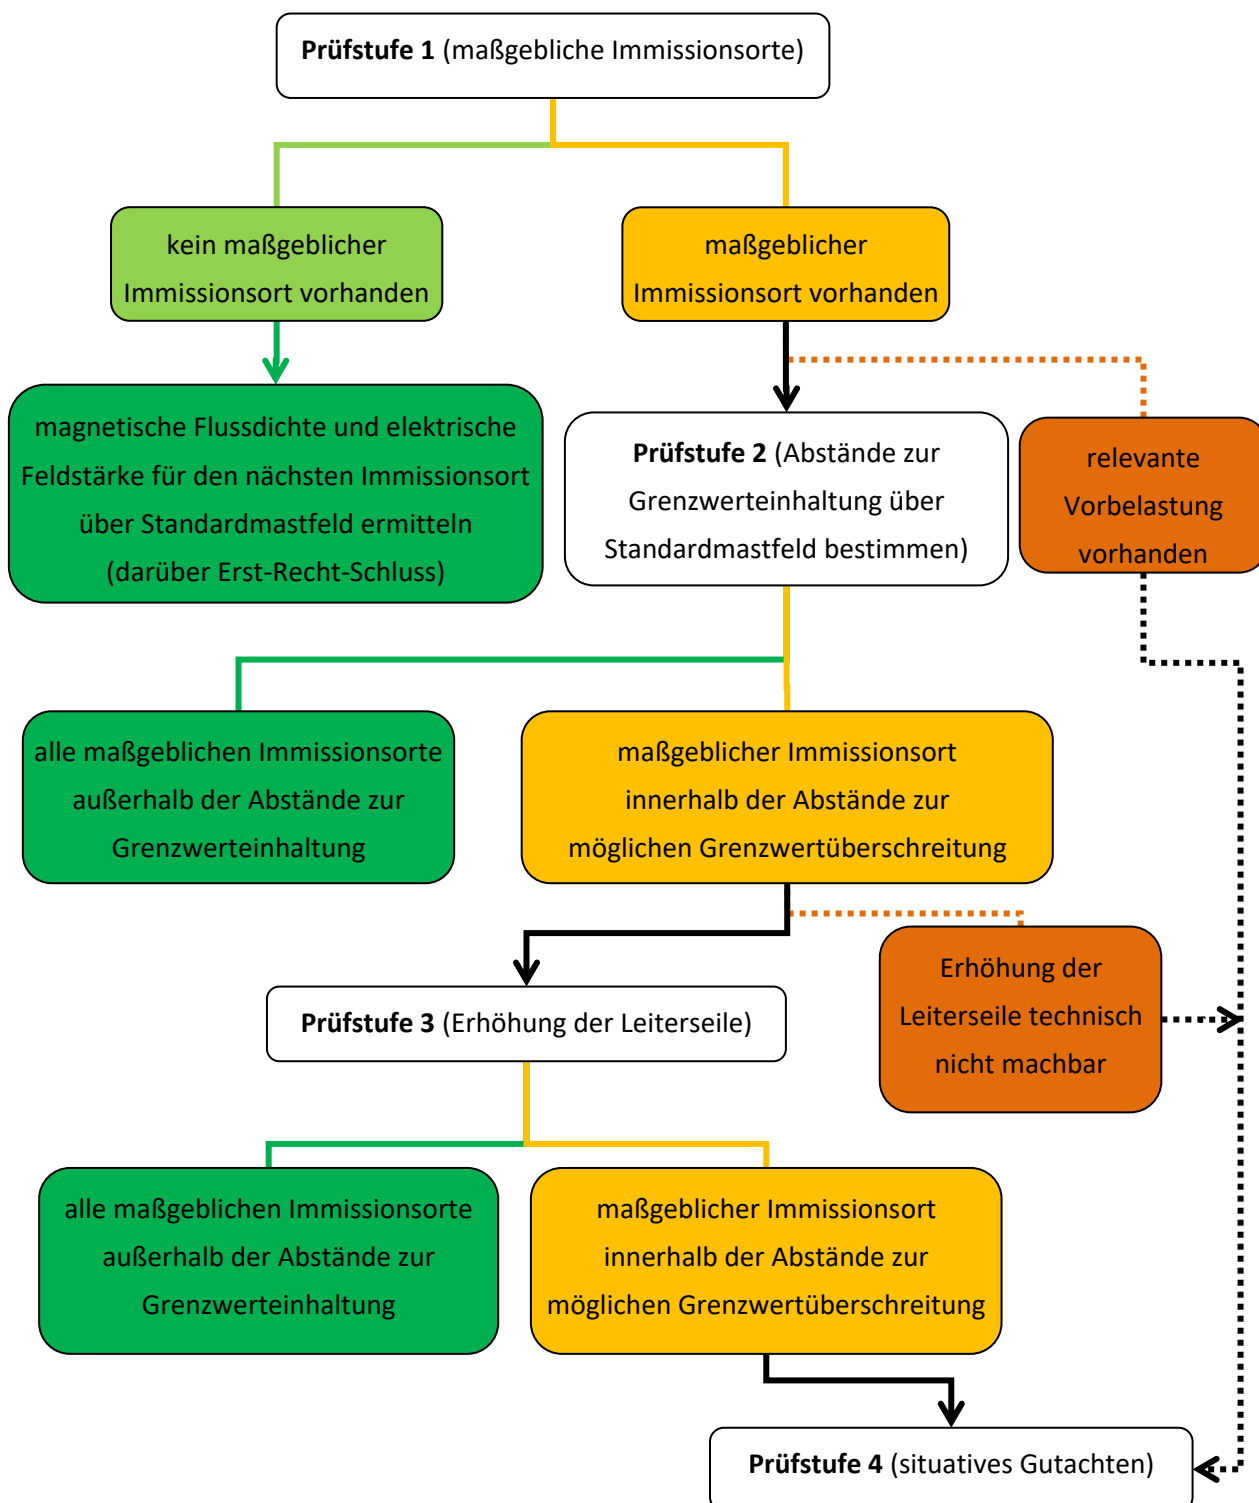 Prüfstufe 1 (maßgebliche Immissionsorte)
kein maßgeblicher
Immissionsort vorhanden
maßgeblicher
Immissionsort vorhanden
magnetische Flussdichte und elektrische
Feldstärke für den nächsten Immissionsort
über Standardmastfeld ermitteln
(darüber Erst-Recht-Schluss)
Prüfstufe 2 (Abstände zur
Grenzwerteinhaltung über
Standardmastfeld bestimmen)
relevante
Vorbelastung
vorhanden
alle maßgeblichen Immissionsorte
außerhalb der Abstände zur
Grenzwerteinhaltung
maßgeblicher Immissionsort
innerhalb der Abstände zur
möglichen Grenzwertüberschreitung
Erhöhung der
Leiterseile technisch
nicht machbar
Prüfstufe 3 (Erhöhung der Leiterseile)
alle maßgeblichen Immissionsorte
außerhalb der Abstände zur
Grenzwerteinhaltung
maßgeblicher Immissionsort
innerhalb der Abstände zur
möglichen Grenzwertüberschreitung
Prüfstufe 4 (situatives Gutachten)